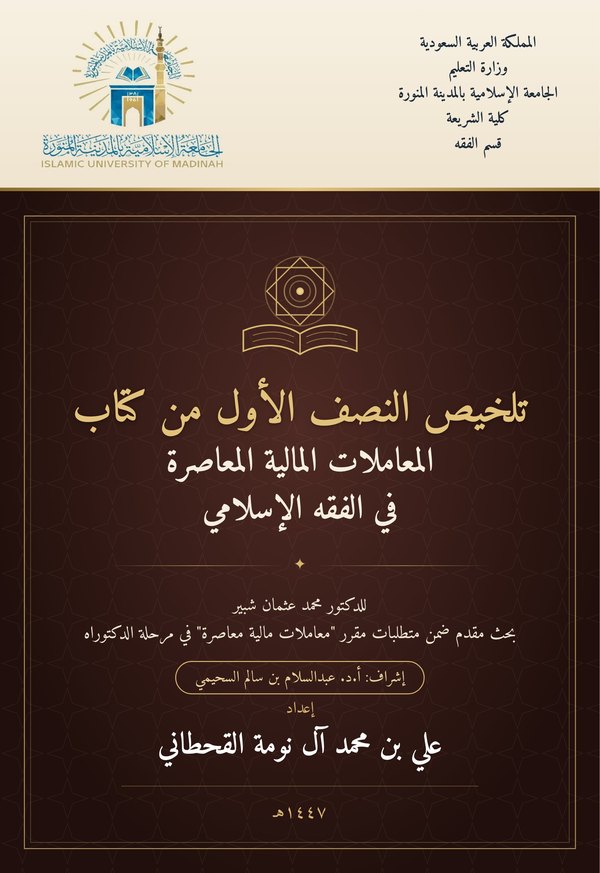 المملكة العربية السعودية
وزارة التعليم
الجامعة الإسلامية بالمدينة المنورة
كلية الشريعة
قسم الفقه
الجامعة الإسلامية بالمدينة المنورة
ISLAMIC UNIVERSITY OF MADINAH
تلخيص النصف الأول من كتاب
المعاملات المالية المعاصرة
في الفقه الإسلامي
للدكتور محمد عثمان شبير
بحث مقدم ضمن متطلبات مقرر "معاملات مالية معاصرة" في مرحلة الدكتوراه
إشراف: أ.د. عبدالسلام بن سالم السحيمي
إعداد
علي بن محمد آل نومة القحطاني
١٤٤٧هـ